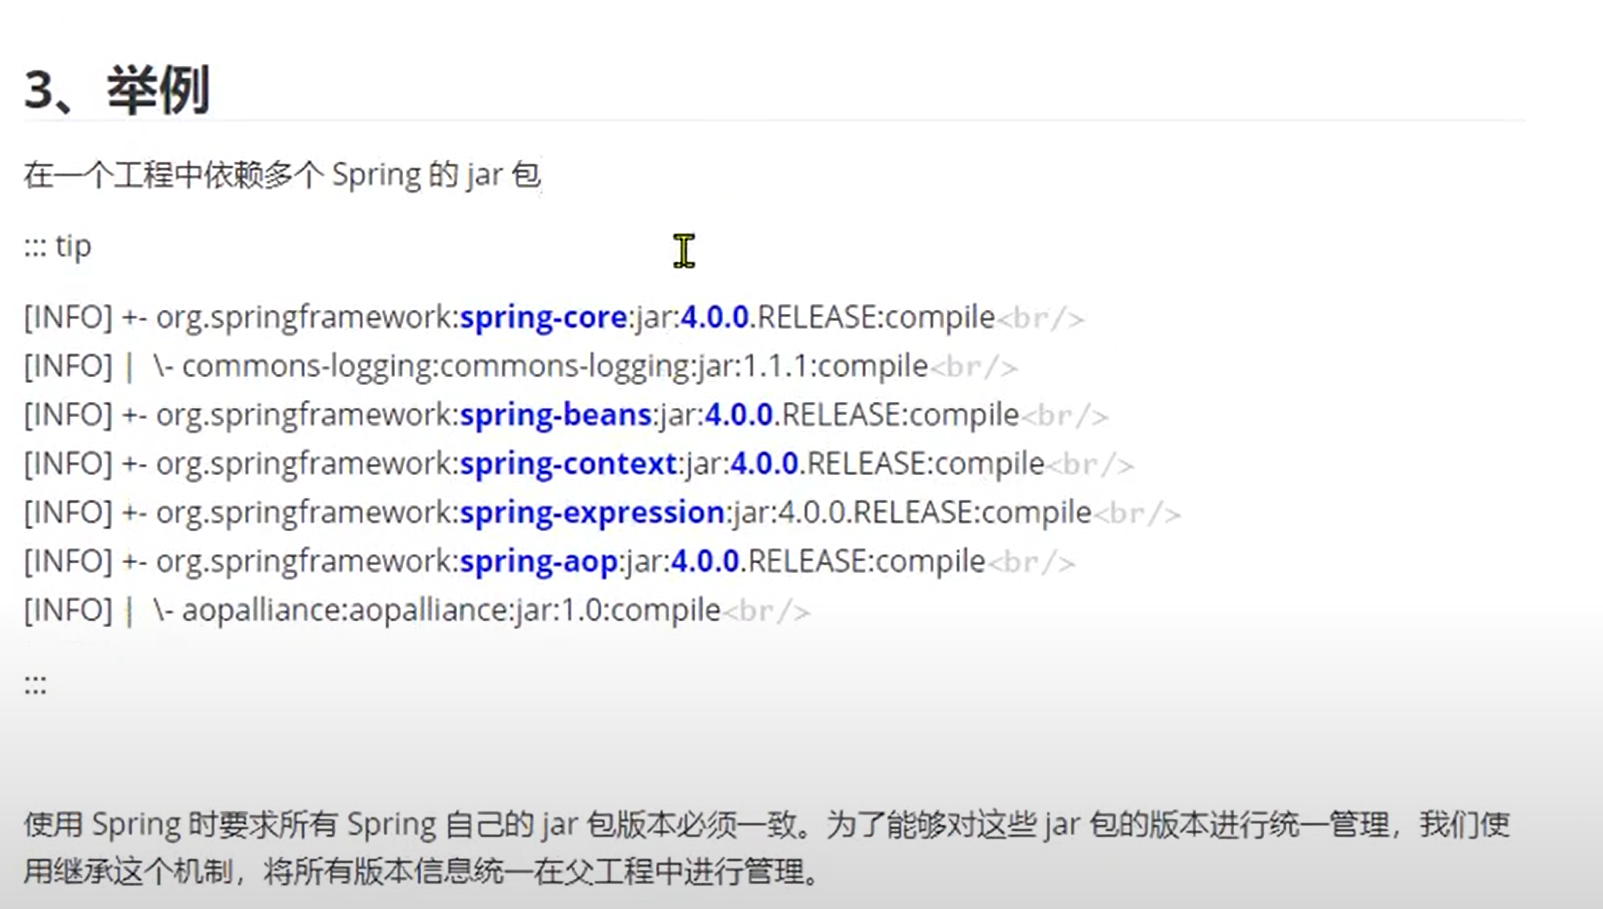 3、举例
在一个工程中依赖多个 Spring 的 jar 包
::: tip
[INFO] +- org.springframework:spring-core:jar:4.0.0.RELEASE:compile<br/>
[INFO] |  \- commons-logging:commons-logging:jar:1.1.1:compile<br/>
[INFO] +- org.springframework:spring-beans:jar:4.0.0.RELEASE:compile<br/>
[INFO] +- org.springframework:spring-context:jar:4.0.0.RELEASE:compile<br/>
[INFO] +- org.springframework:spring-expression:jar:4.0.0.RELEASE:compile<br/>
[INFO] +- org.springframework:spring-aop:jar:4.0.0.RELEASE:compile<br/>
[INFO] |  \- aopalliance:aopalliance:jar:1.0:compile<br/>
:::
使用 Spring 时要求所有 Spring 自己的 jar 包版本必须一致。为了能够对这些 jar 包的版本进行统一管理，我们使
用继承这个机制，将所有版本信息统一在父工程中进行管理。